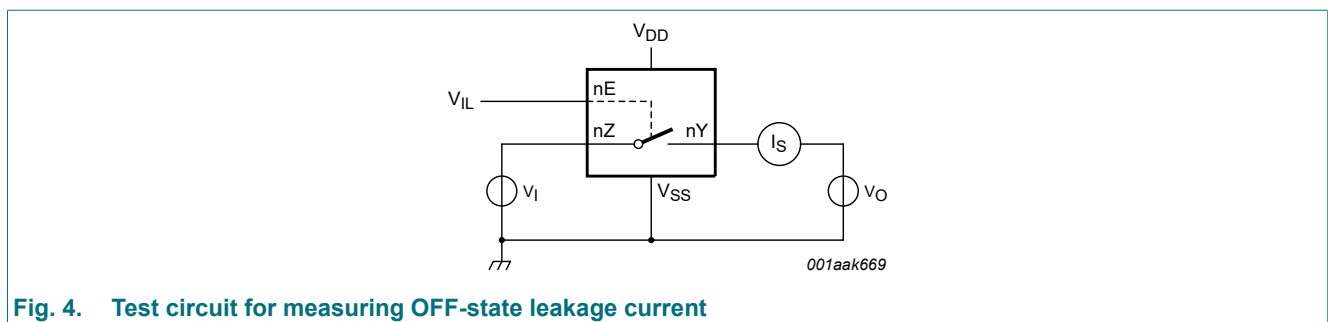 VDD
nE
VIL
nZ
nY
IS
VI
VSS
VO
001aak669
Fig. 4. Test circuit for measuring OFF-state leakage current